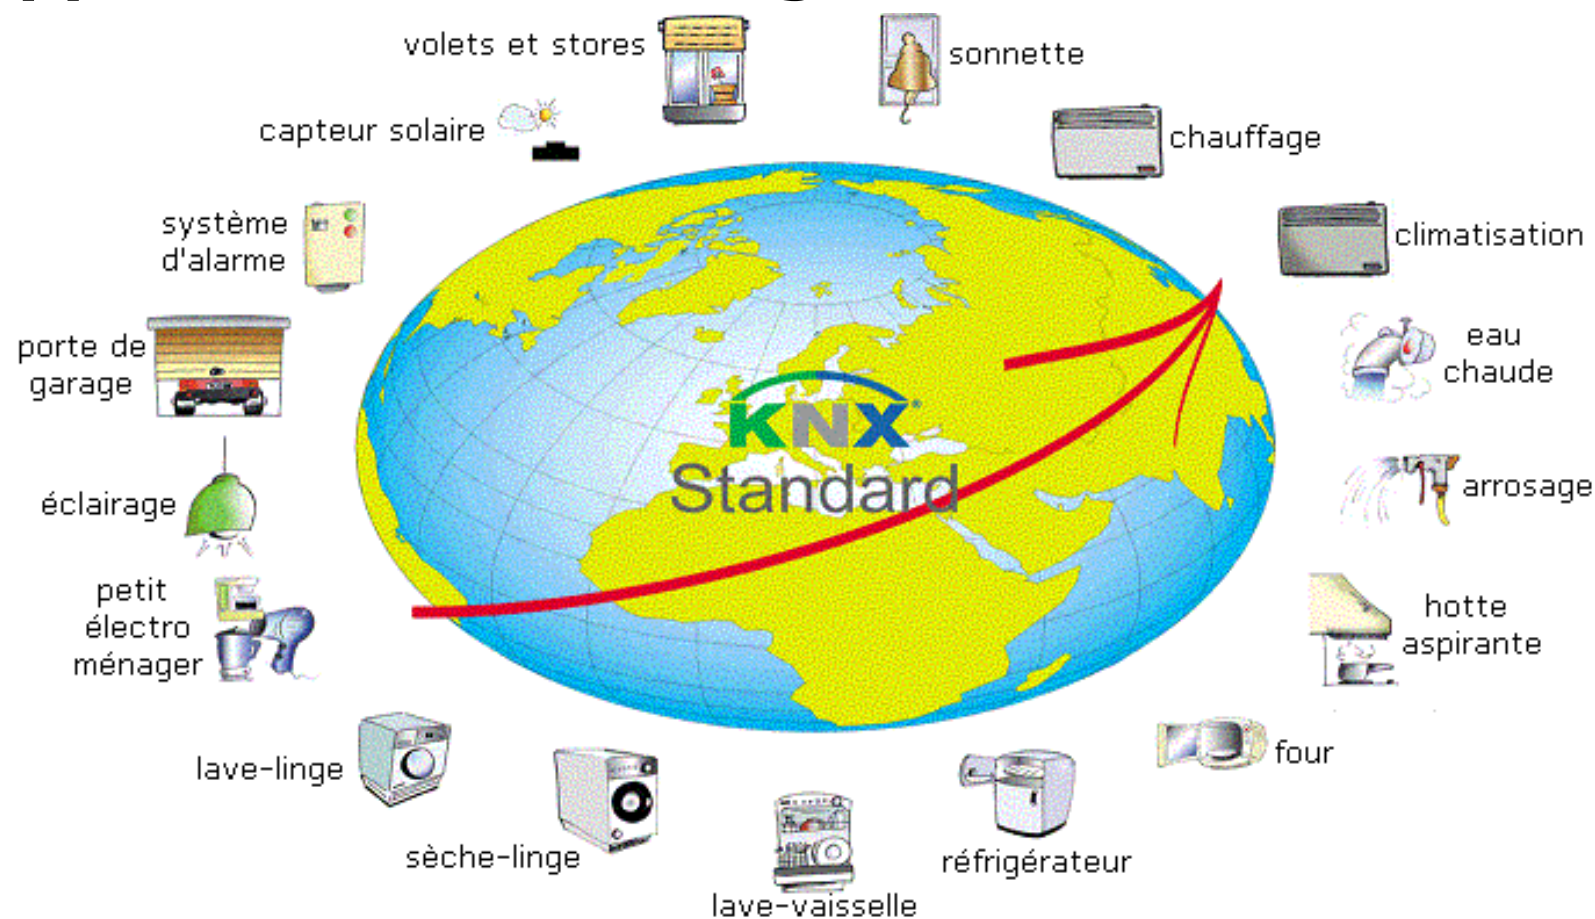 volets et stores
sonnette
capteur solaire
chauffage
système
d'alarme
climatisation
porte de
garage
eau
chaude
KNX®
Standard
éclairage
arrosage
petit
électro
ménager
hotte
aspirante
lave-linge
four
sèche-linge
réfrigérateur
lave-vaisselle